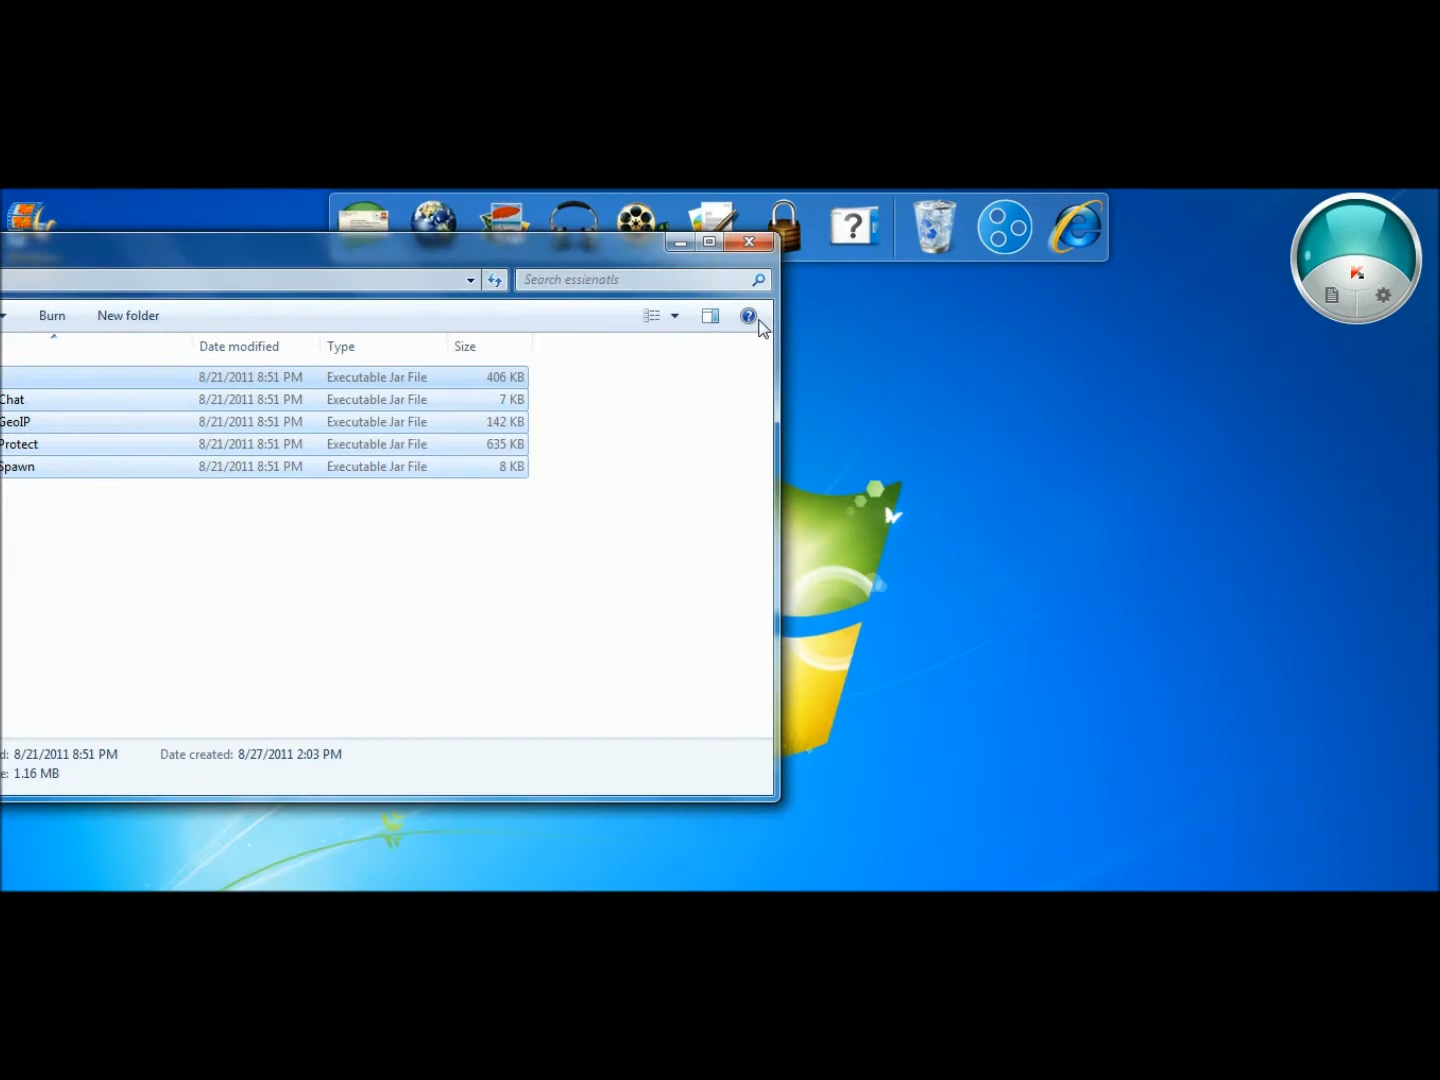 Search essienatls
Burn New folder
Date modified Type Size
8/21/2011 8:51 PM Executable Jar File 406 KB
Chat 8/21/2011 8:51 PM Executable Jar File 7 KB
GeoIP 8/21/2011 8:51 PM Executable Jar File 142 KB
Protect 8/21/2011 8:51 PM Executable Jar File 635 KB
Spawn 8/21/2011 8:51 PM Executable Jar File 8 KB
d: 8/21/2011 8:51 PM Date created: 8/27/2011 2:03 PM
e: 1.16 MB